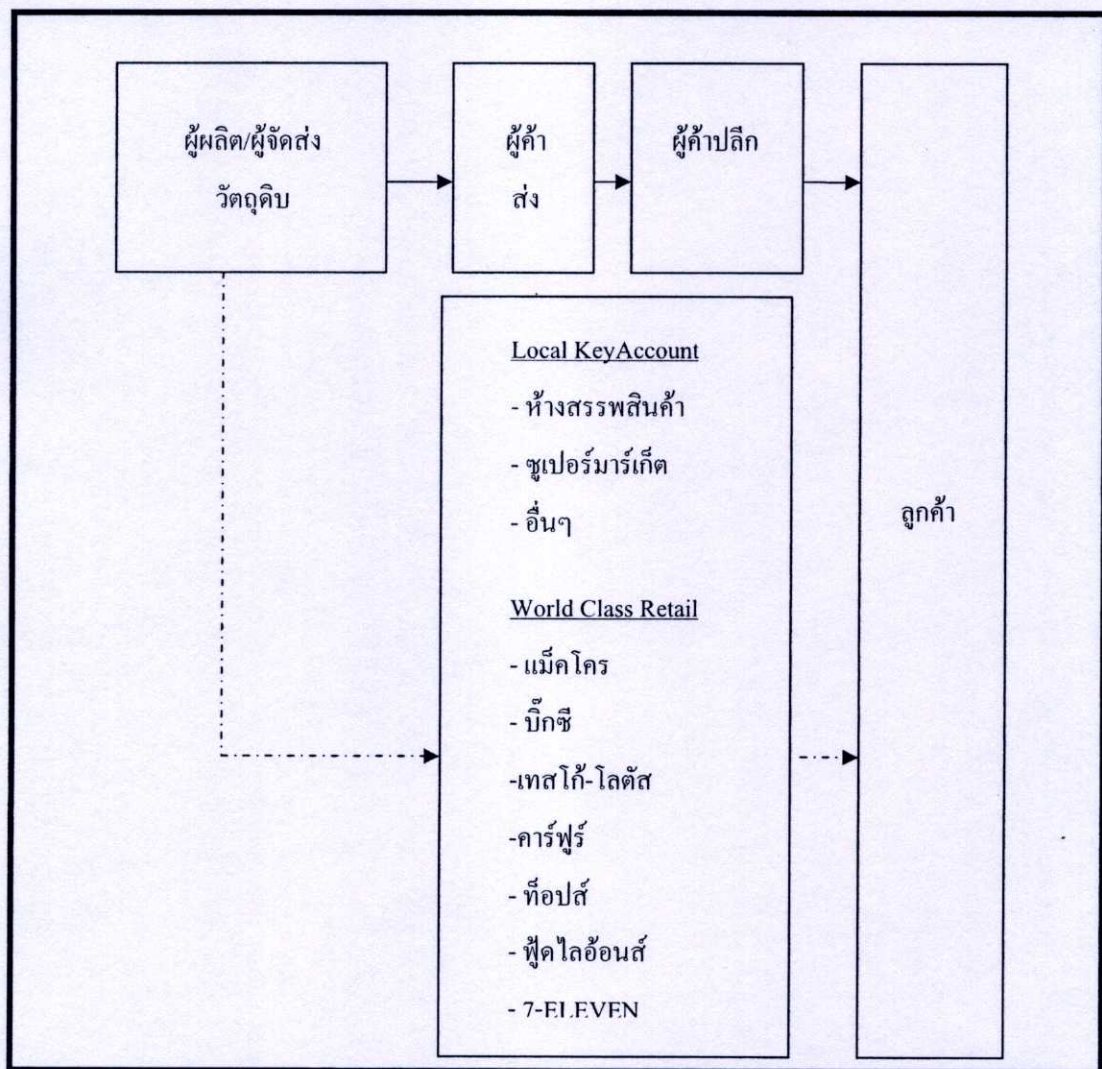 ผู้ผลิต/ผู้จัดส่ง
วัตถุดิบ
ผู้ค้า
ส่ง
ผู้ค้าปลีก
ลูกค้า
Local KeyAccount
- ห้างสรรพสินค้า
- ซูเปอร์มาร์เก็ต
- อื่นๆ
World Class Retail
- แม็คโคร
- บิ๊กซี
-เทสโก้-โลตัส
-คาร์ฟูร์
- ท็อปส์
- ฟู้ดไลอ้อนส์
- 7-ELEVEN